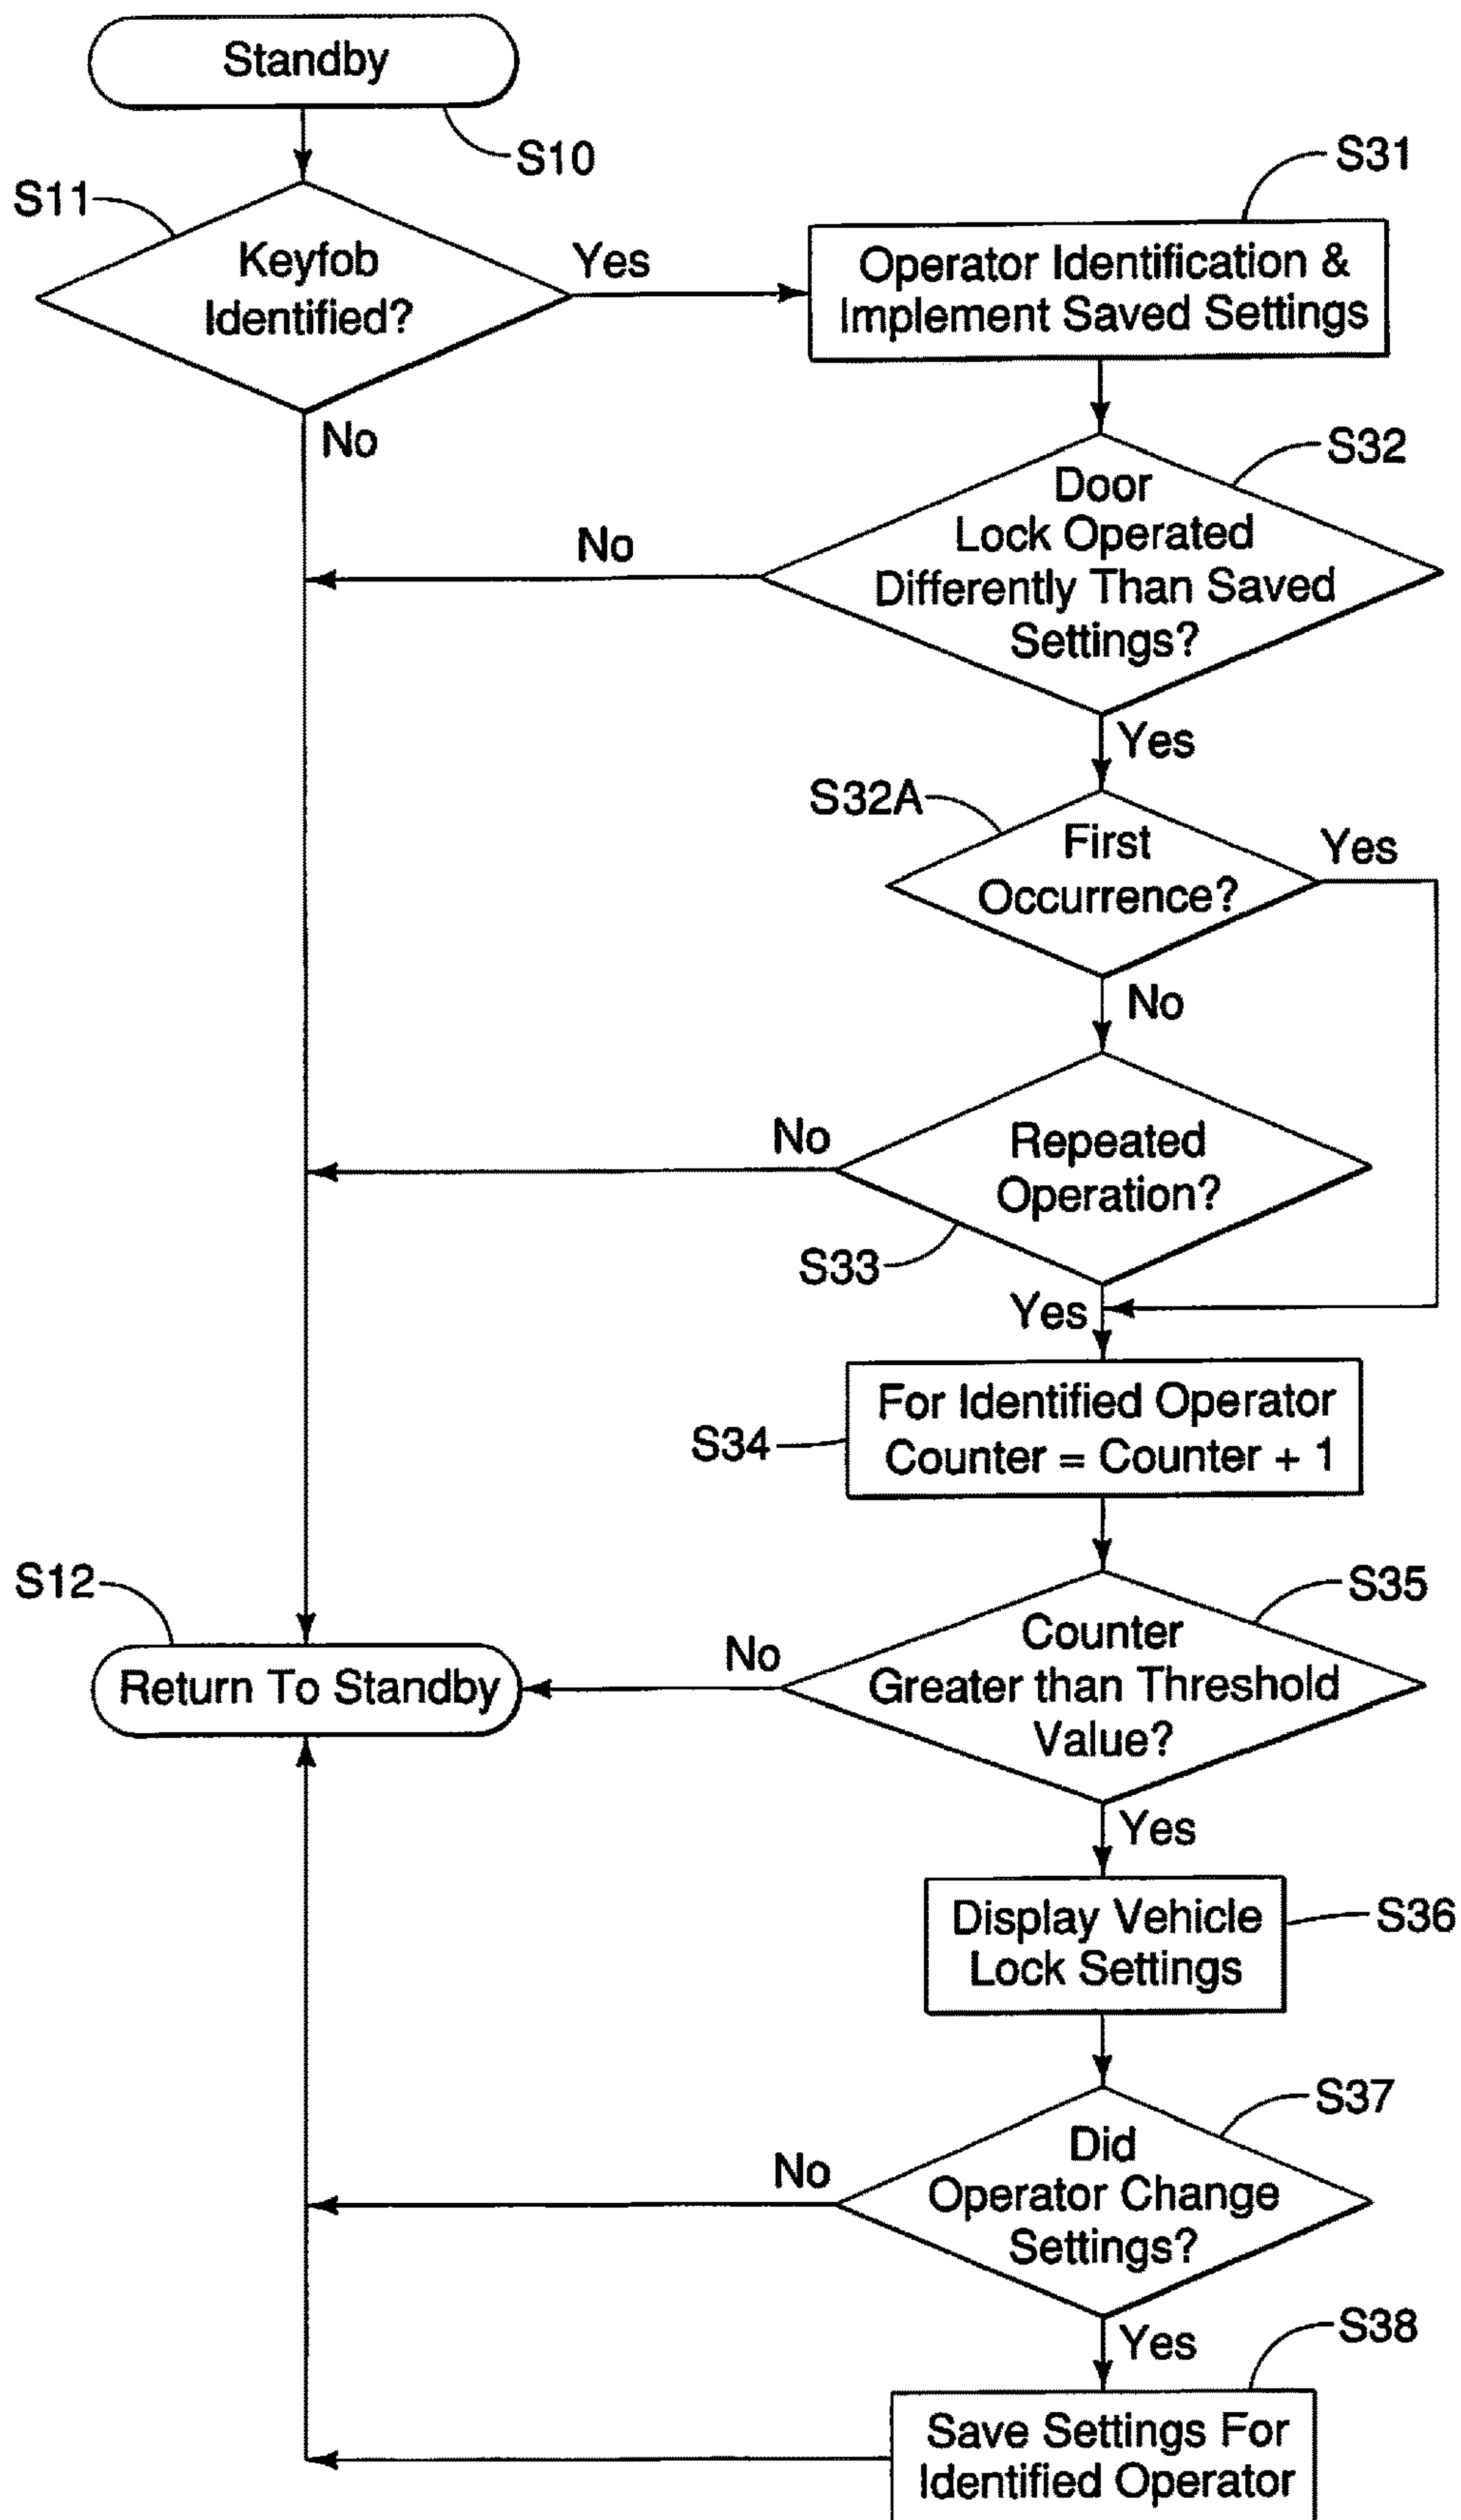 Standby
S10
S11
Keyfob
Identified?
Yes
No
S31
Operator Identification &
Implement Saved Settings
S32
Door
Lock Operated
Differently Than Saved
Settings?
No
Yes
S32A
First
Occurrence?
Yes
No
Repeated
Operation?
No
S33
Yes
For Identified Operator
Counter = Counter + 1
S34
S12
Return To Standby
S35
Counter
Greater than Threshold
Value?
No
Yes
Display Vehicle
Lock Settings
S36
S37
Did
Operator Change
Settings?
No
Yes
S38
Save Settings For
Identified Operator